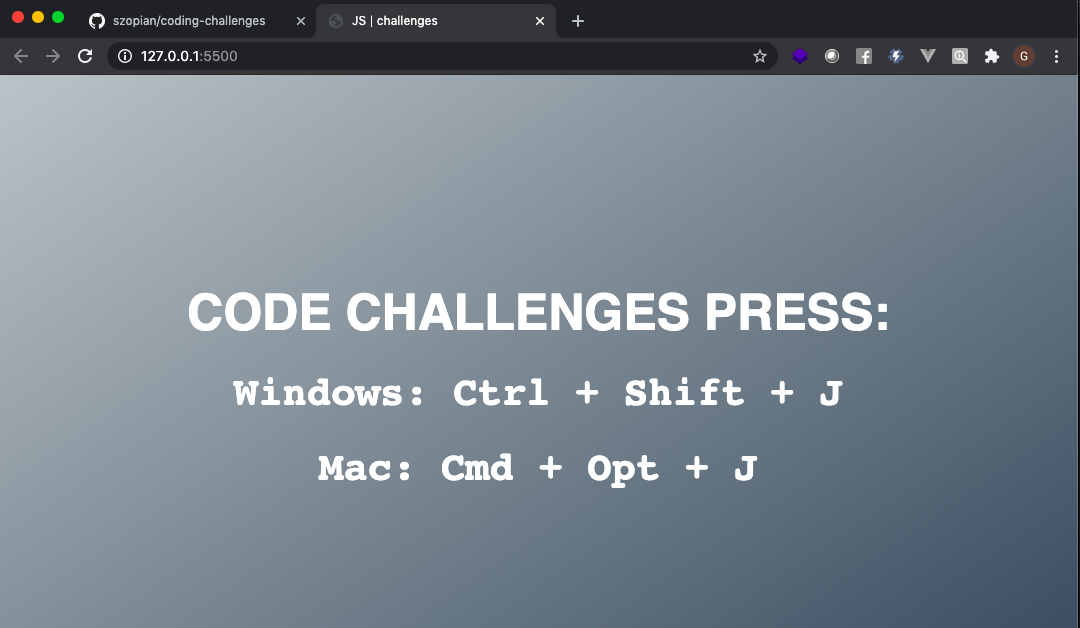 szopian/coding-challenges
JS | challenges
127.0.0.1:5500
G
CODE CHALLENGES PRESS:
Windows: Ctrl + Shift + J
Mac: Cmd + Opt + J